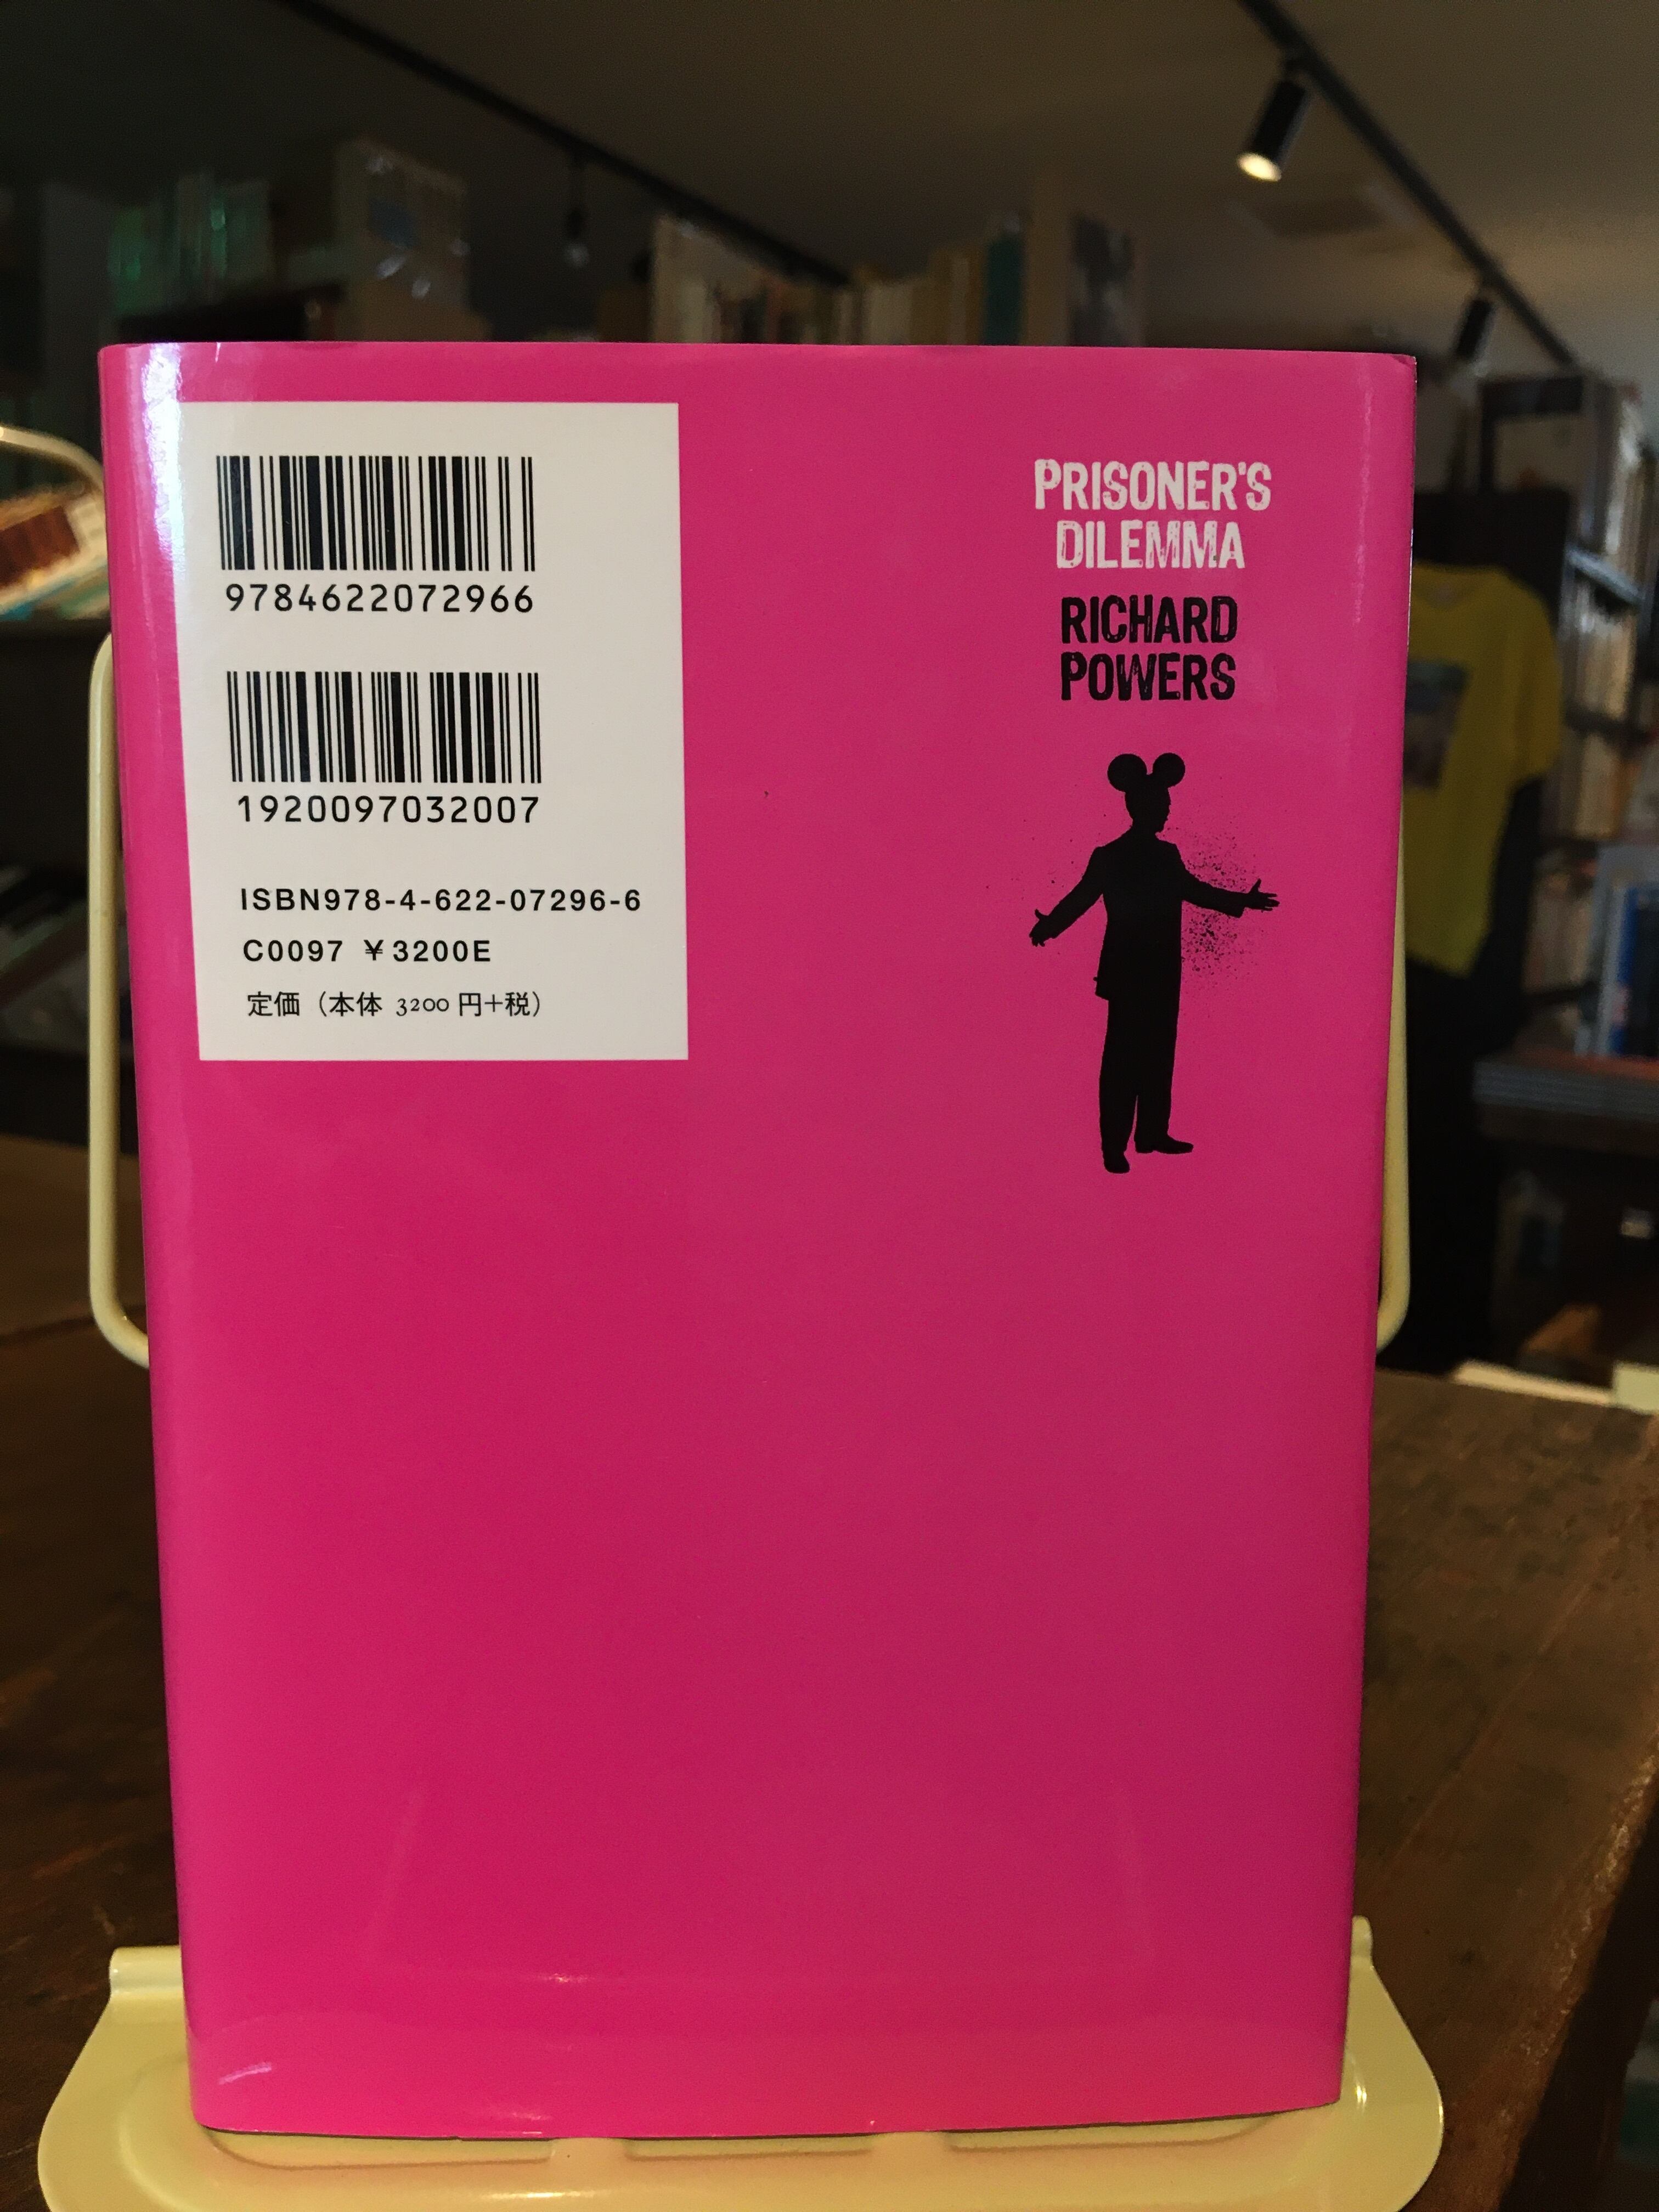 9784622072966
1920097032007
ISBN978-4-622-07296-6
C0097 ¥3200E
定価（本体 3200 円+税）
PRISONER'S
DILEMMA
RICHARD
POWERS